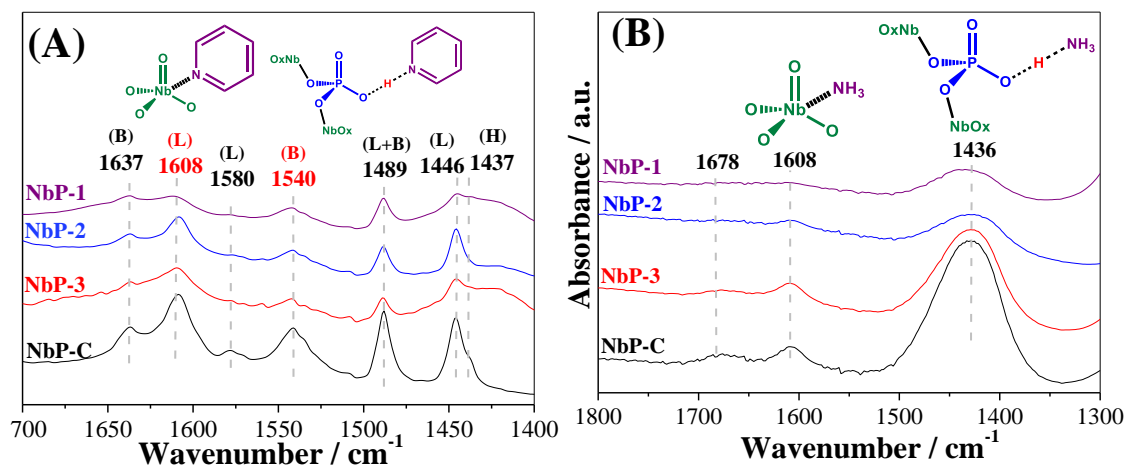 (A)
O
Nb
N
O
O
O
OxNb
O
O
P
O
O
H
N
NbOx
(B) (L) (L) (B) (L+B) (L) (H)
1637 1608 1580 1540 1489 1446 1437
NbP-1
NbP-2
NbP-3
NbP-C
1700 1650 1600 1550 1500 1450 1400
Wavenumber / cm-1
(B)
O
Nb
NH3
O
O
O
OxNb
O
O
P
O
O
H
NH3
NbOx
1678 1608 1436
NbP-1
NbP-2
NbP-3
NbP-C
Absorbance / a.u.
1800 1700 1600 1500 1400 1300
Wavenumber / cm-1